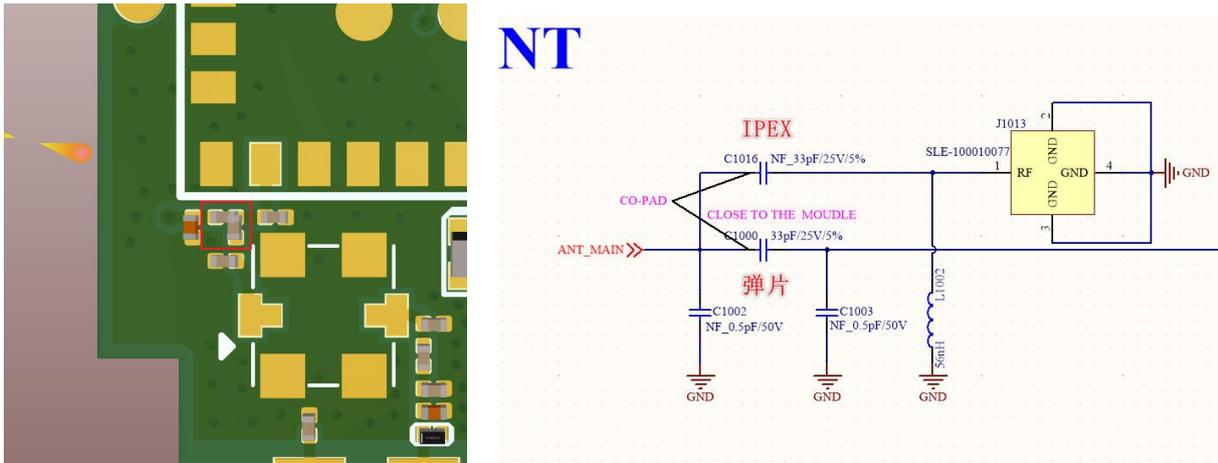 NT
IPEX
J1013
C1016
NF_33pF/25V/5%
SLE-100010077
2
GND
1
RF
GND
4
GND
CO-PAD
CLOSE TO THE MOUDLE
GND
3
C1000
33pF/25V/5%
ANT_MAIN
弹片
L1002
C1002
NF_0.5pF/50V
C1003
NF_0.5pF/50V
56nH
GND
GND
GND